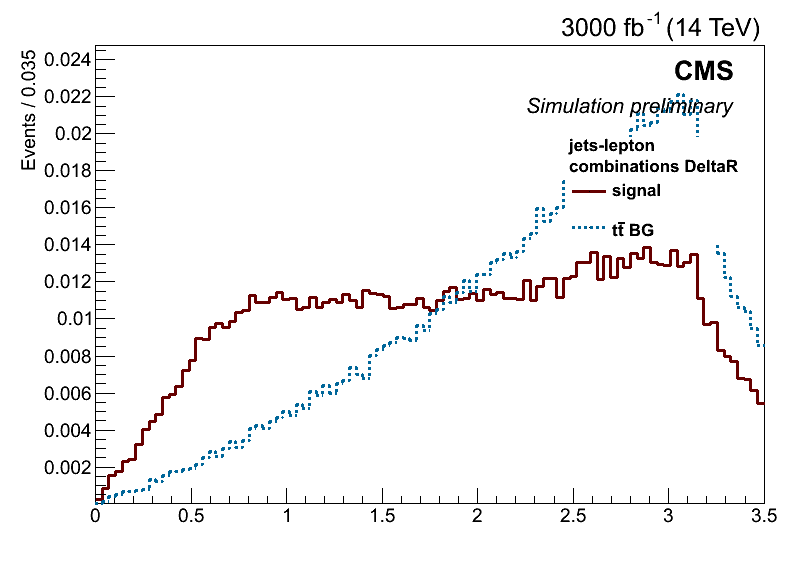 3000 fb⁻¹ (14 TeV)
CMS
Simulation preliminary
jets-lepton
combinations DeltaR
signal
tt̄ BG
Events / 0.035
0.024
0.022
0.02
0.018
0.016
0.014
0.012
0.01
0.008
0.006
0.004
0.002
0 0.5 1 1.5 2 2.5 3 3.5